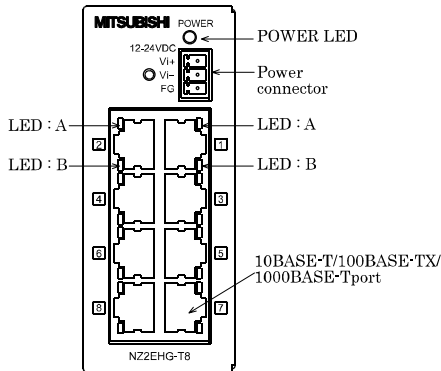 MITSUBISHI POWER
POWER LED
12-24VDC
Vi+
Vi-
FG
Power
connector
LED : A
LED : A
2
1
LED : B
LED : B
4
3
6
5
10BASE-T/100BASE-TX/
1000BASE-Tport
8
7
NZ2EHG-T8